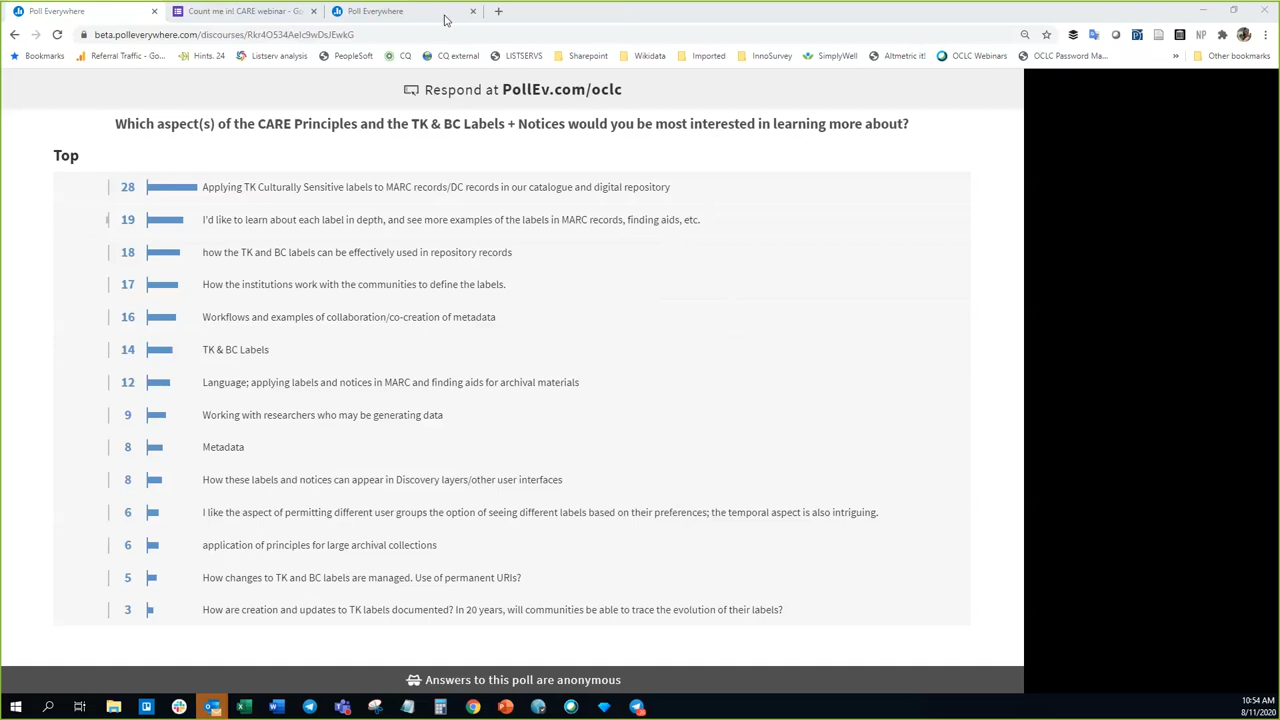 Poll Everywhere
Count me in! CARE webinar - Go
Poll Everywhere
beta.polleverywhere.com/discourses/Rkr4O534AeIc9wDsJEwkG
Bookmarks
Referral Traffic - Go...
Hints. 24
Listserv analysis
PeopleSoft
CQ
CQ external
LISTSERVS
Sharepoint
Wikidata
Imported
InnoSurvey
SimplyWell
Altmetric it!
OCLC Webinars
OCLC Password Ma...
»
Other bookmarks
Respond at PollEv.com/oclc
Which aspect(s) of the CARE Principles and the TK & BC Labels + Notices would you be most interested in learning more about?
Top
28 Applying TK Culturally Sensitive labels to MARC records/DC records in our catalogue and digital repository
19 I'd like to learn about each label in depth, and see more examples of the labels in MARC records, finding aids, etc.
18 how the TK and BC labels can be effectively used in repository records
17 How the institutions work with the communities to define the labels.
16 Workflows and examples of collaboration/co-creation of metadata
14 TK & BC Labels
12 Language; applying labels and notices in MARC and finding aids for archival materials
9 Working with researchers who may be generating data
8 Metadata
8 How these labels and notices can appear in Discovery layers/other user interfaces
6 I like the aspect of permitting different user groups the option of seeing different labels based on their preferences; the temporal aspect is also intriguing.
6 application of principles for large archival collections
5 How changes to TK and BC labels are managed. Use of permanent URIs?
3 How are creation and updates to TK labels documented? In 20 years, will communities be able to trace the evolution of their labels?
Answers to this poll are anonymous
10:54 AM
8/11/2020